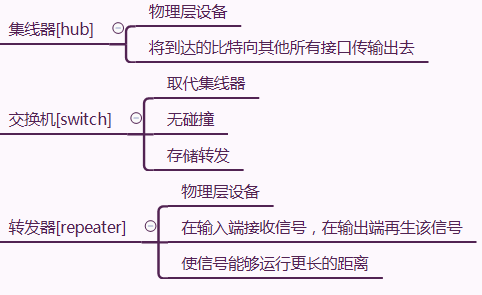 物理层设备
集线器[hub]
将到达的比特向其他所有接口传输出去
取代集线器
交换机[switch]
无碰撞
存储转发
物理层设备
转发器[repeater]
在输入端接收信号，在输出端再生该信号
使信号能够运行更长的距离